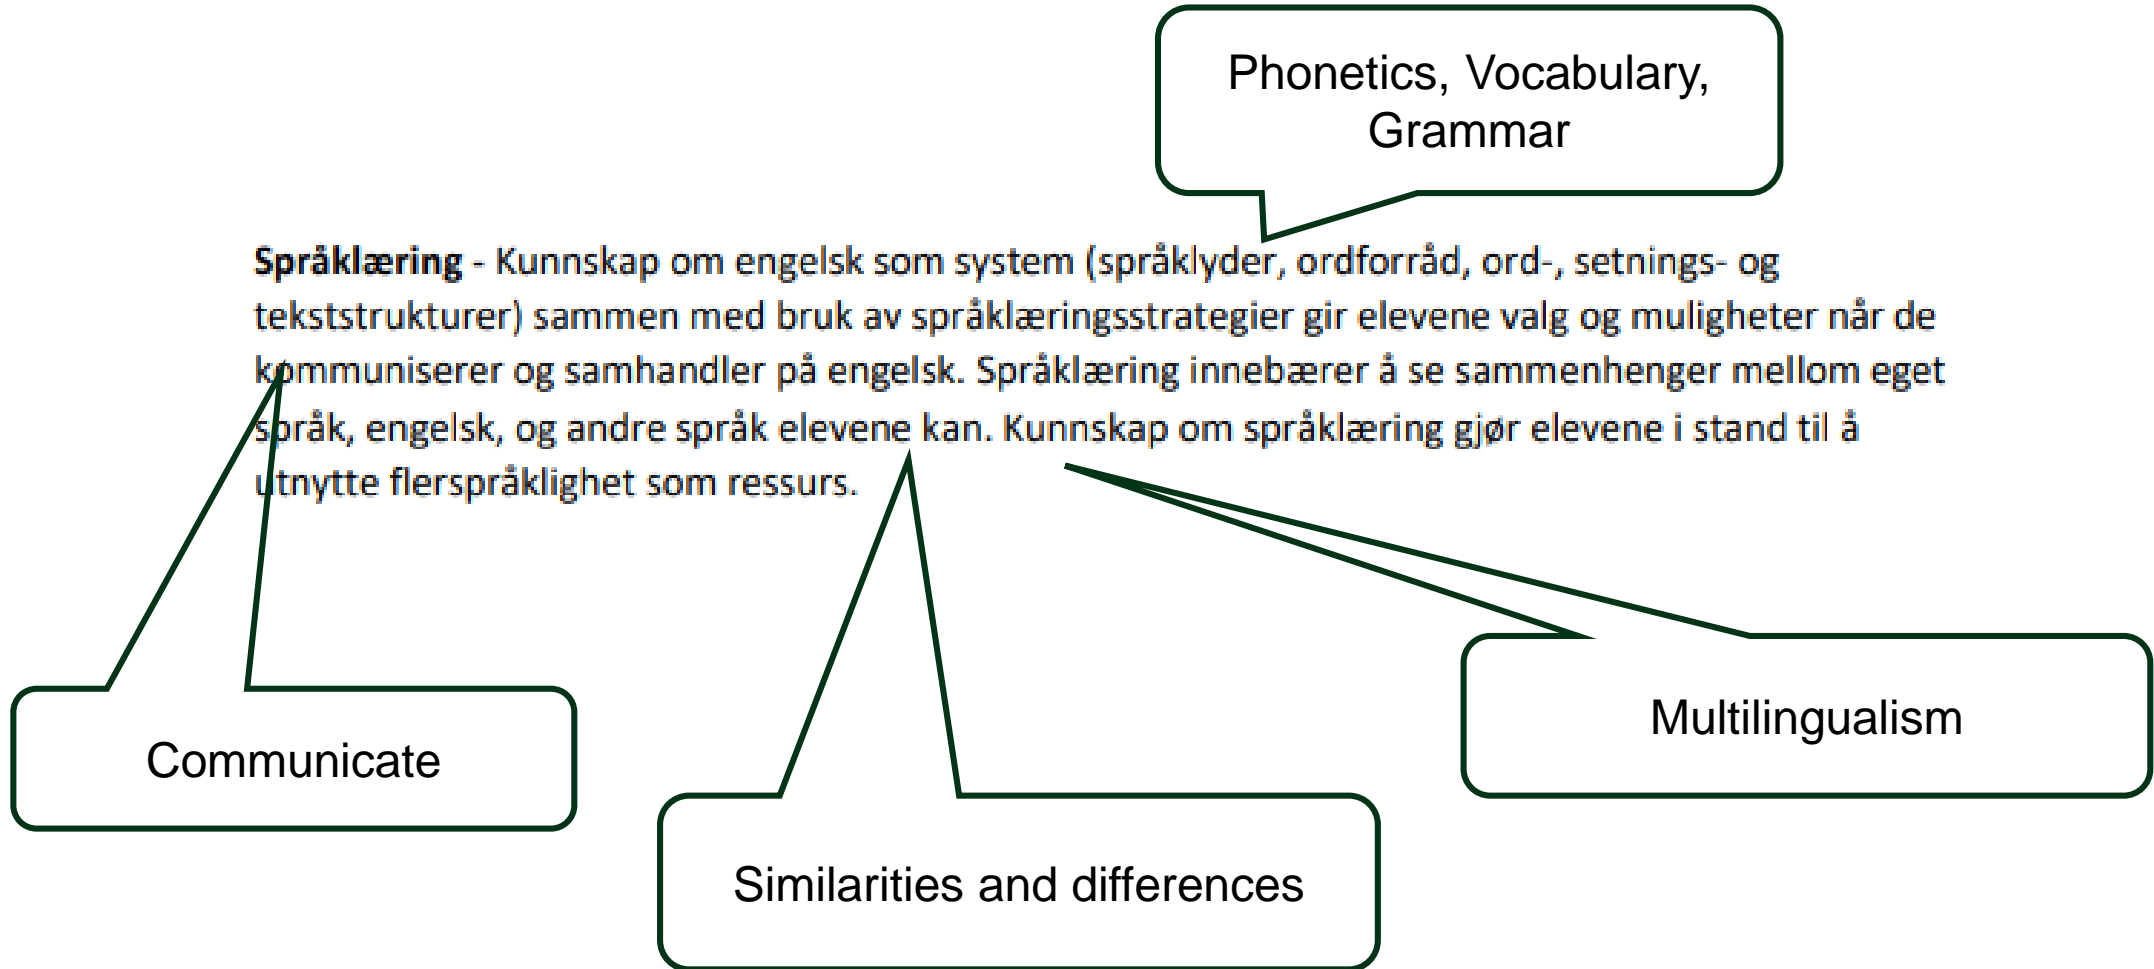 Phonetics, Vocabulary,
Grammar
Språklæring - Kunnskap om engelsk som system (språklyder, ordforråd, ord-, setnings- og
tekststrukturer) sammen med bruk av språklæringsstrategier gir elevene valg og muligheter når de
kommuniserer og samhandler på engelsk. Språklæring innebærer å se sammenhenger mellom eget
språk, engelsk, og andre språk elevene kan. Kunnskap om språklæring gjør elevene i stand til å
utnytte flerspråklighet som ressurs.
Multilingualism
Communicate
Similarities and differences